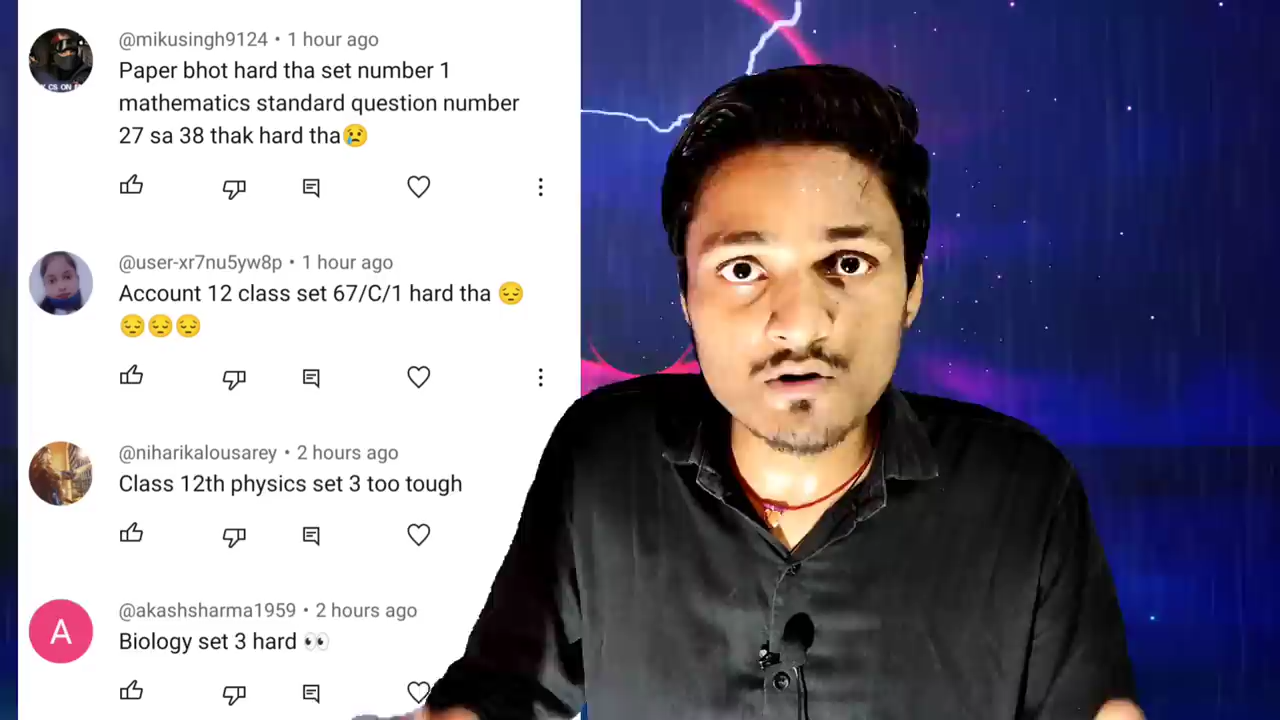 @mikusingh9124 • 1 hour ago
Paper bhot hard tha set number 1
mathematics standard question number
27 sa 38 thak hard tha😢
@user-xr7nu5yw8p • 1 hour ago
Account 12 class set 67/C/1 hard tha 😔
😔😔😔
@niharikalousarey • 2 hours ago
Class 12th physics set 3 too tough
A
@akashsharma1959 • 2 hours ago
Biology set 3 hard 👀